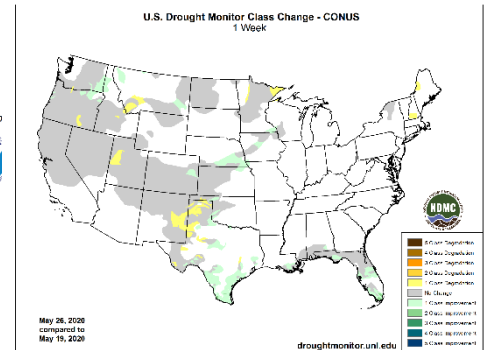 U.S. Drought Monitor Class Change - CONUS
1 Week
NDMC
5 Class Degradation
4 Class Degradation
3 Class Degradation
2 Class Degradation
1 Class Degradation
No Change
1 Class Improvement
2 Class Improvement
3 Class Improvement
4 Class Improvement
5 Class Improvement
May 26, 2020
compared to
May 19, 2020
droughtmonitor.unl.edu